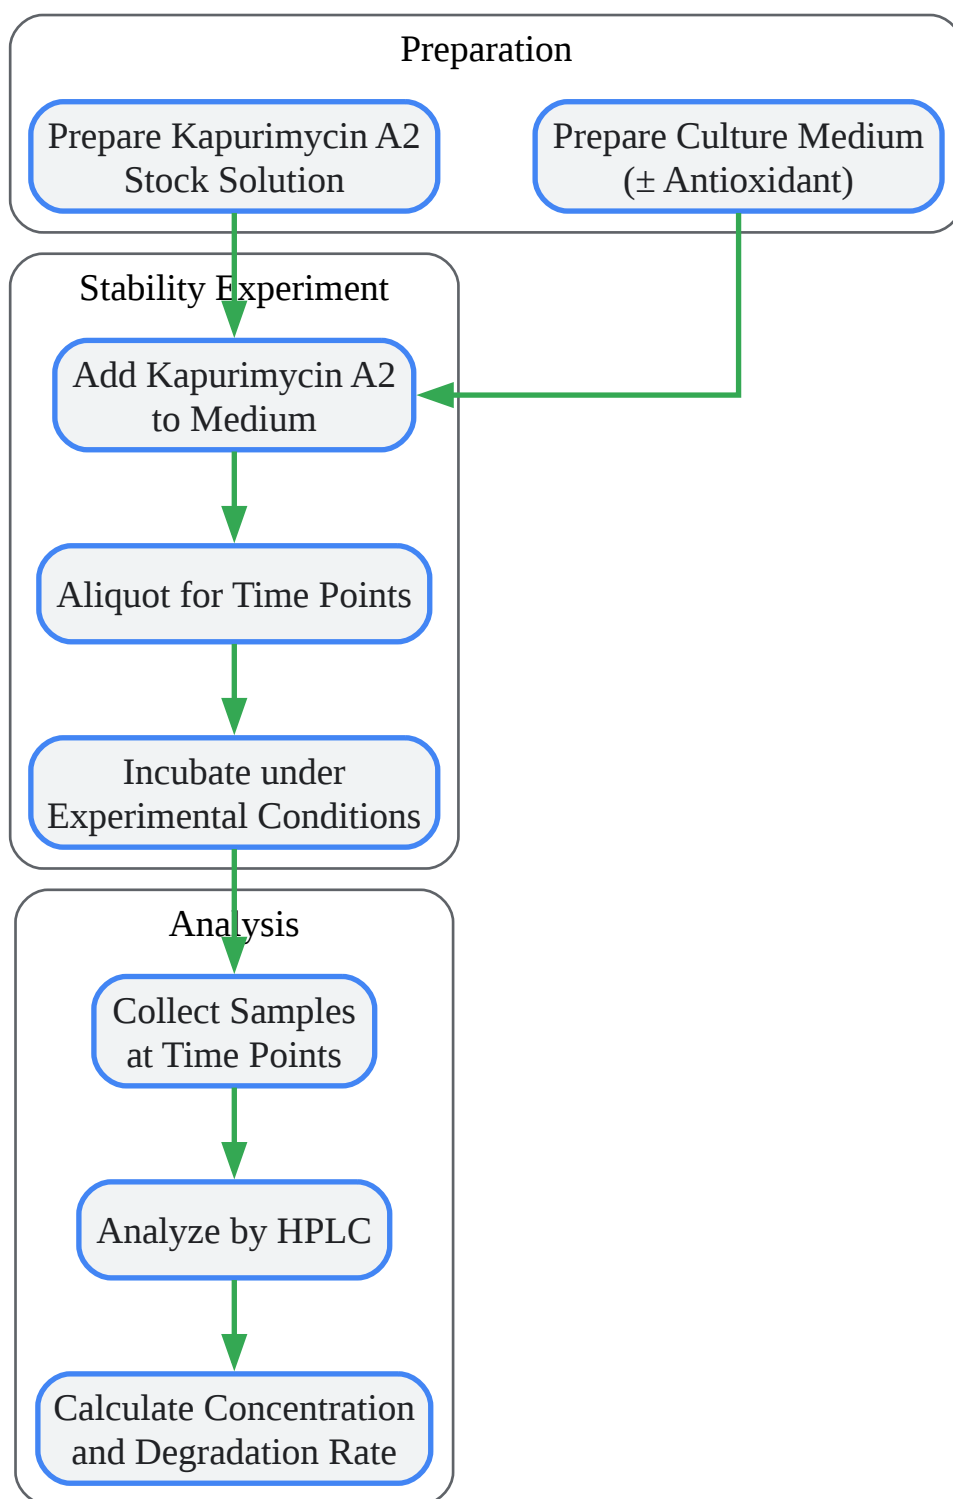 Preparation
Prepare Kapurimycin A2
Stock Solution
Prepare Culture Medium
(± Antioxidant)
Stability Experiment
Add Kapurimycin A2
to Medium
Aliquot for Time Points
Incubate under
Experimental Conditions
Analysis
Collect Samples
at Time Points
Analyze by HPLC
Calculate Concentration
and Degradation Rate